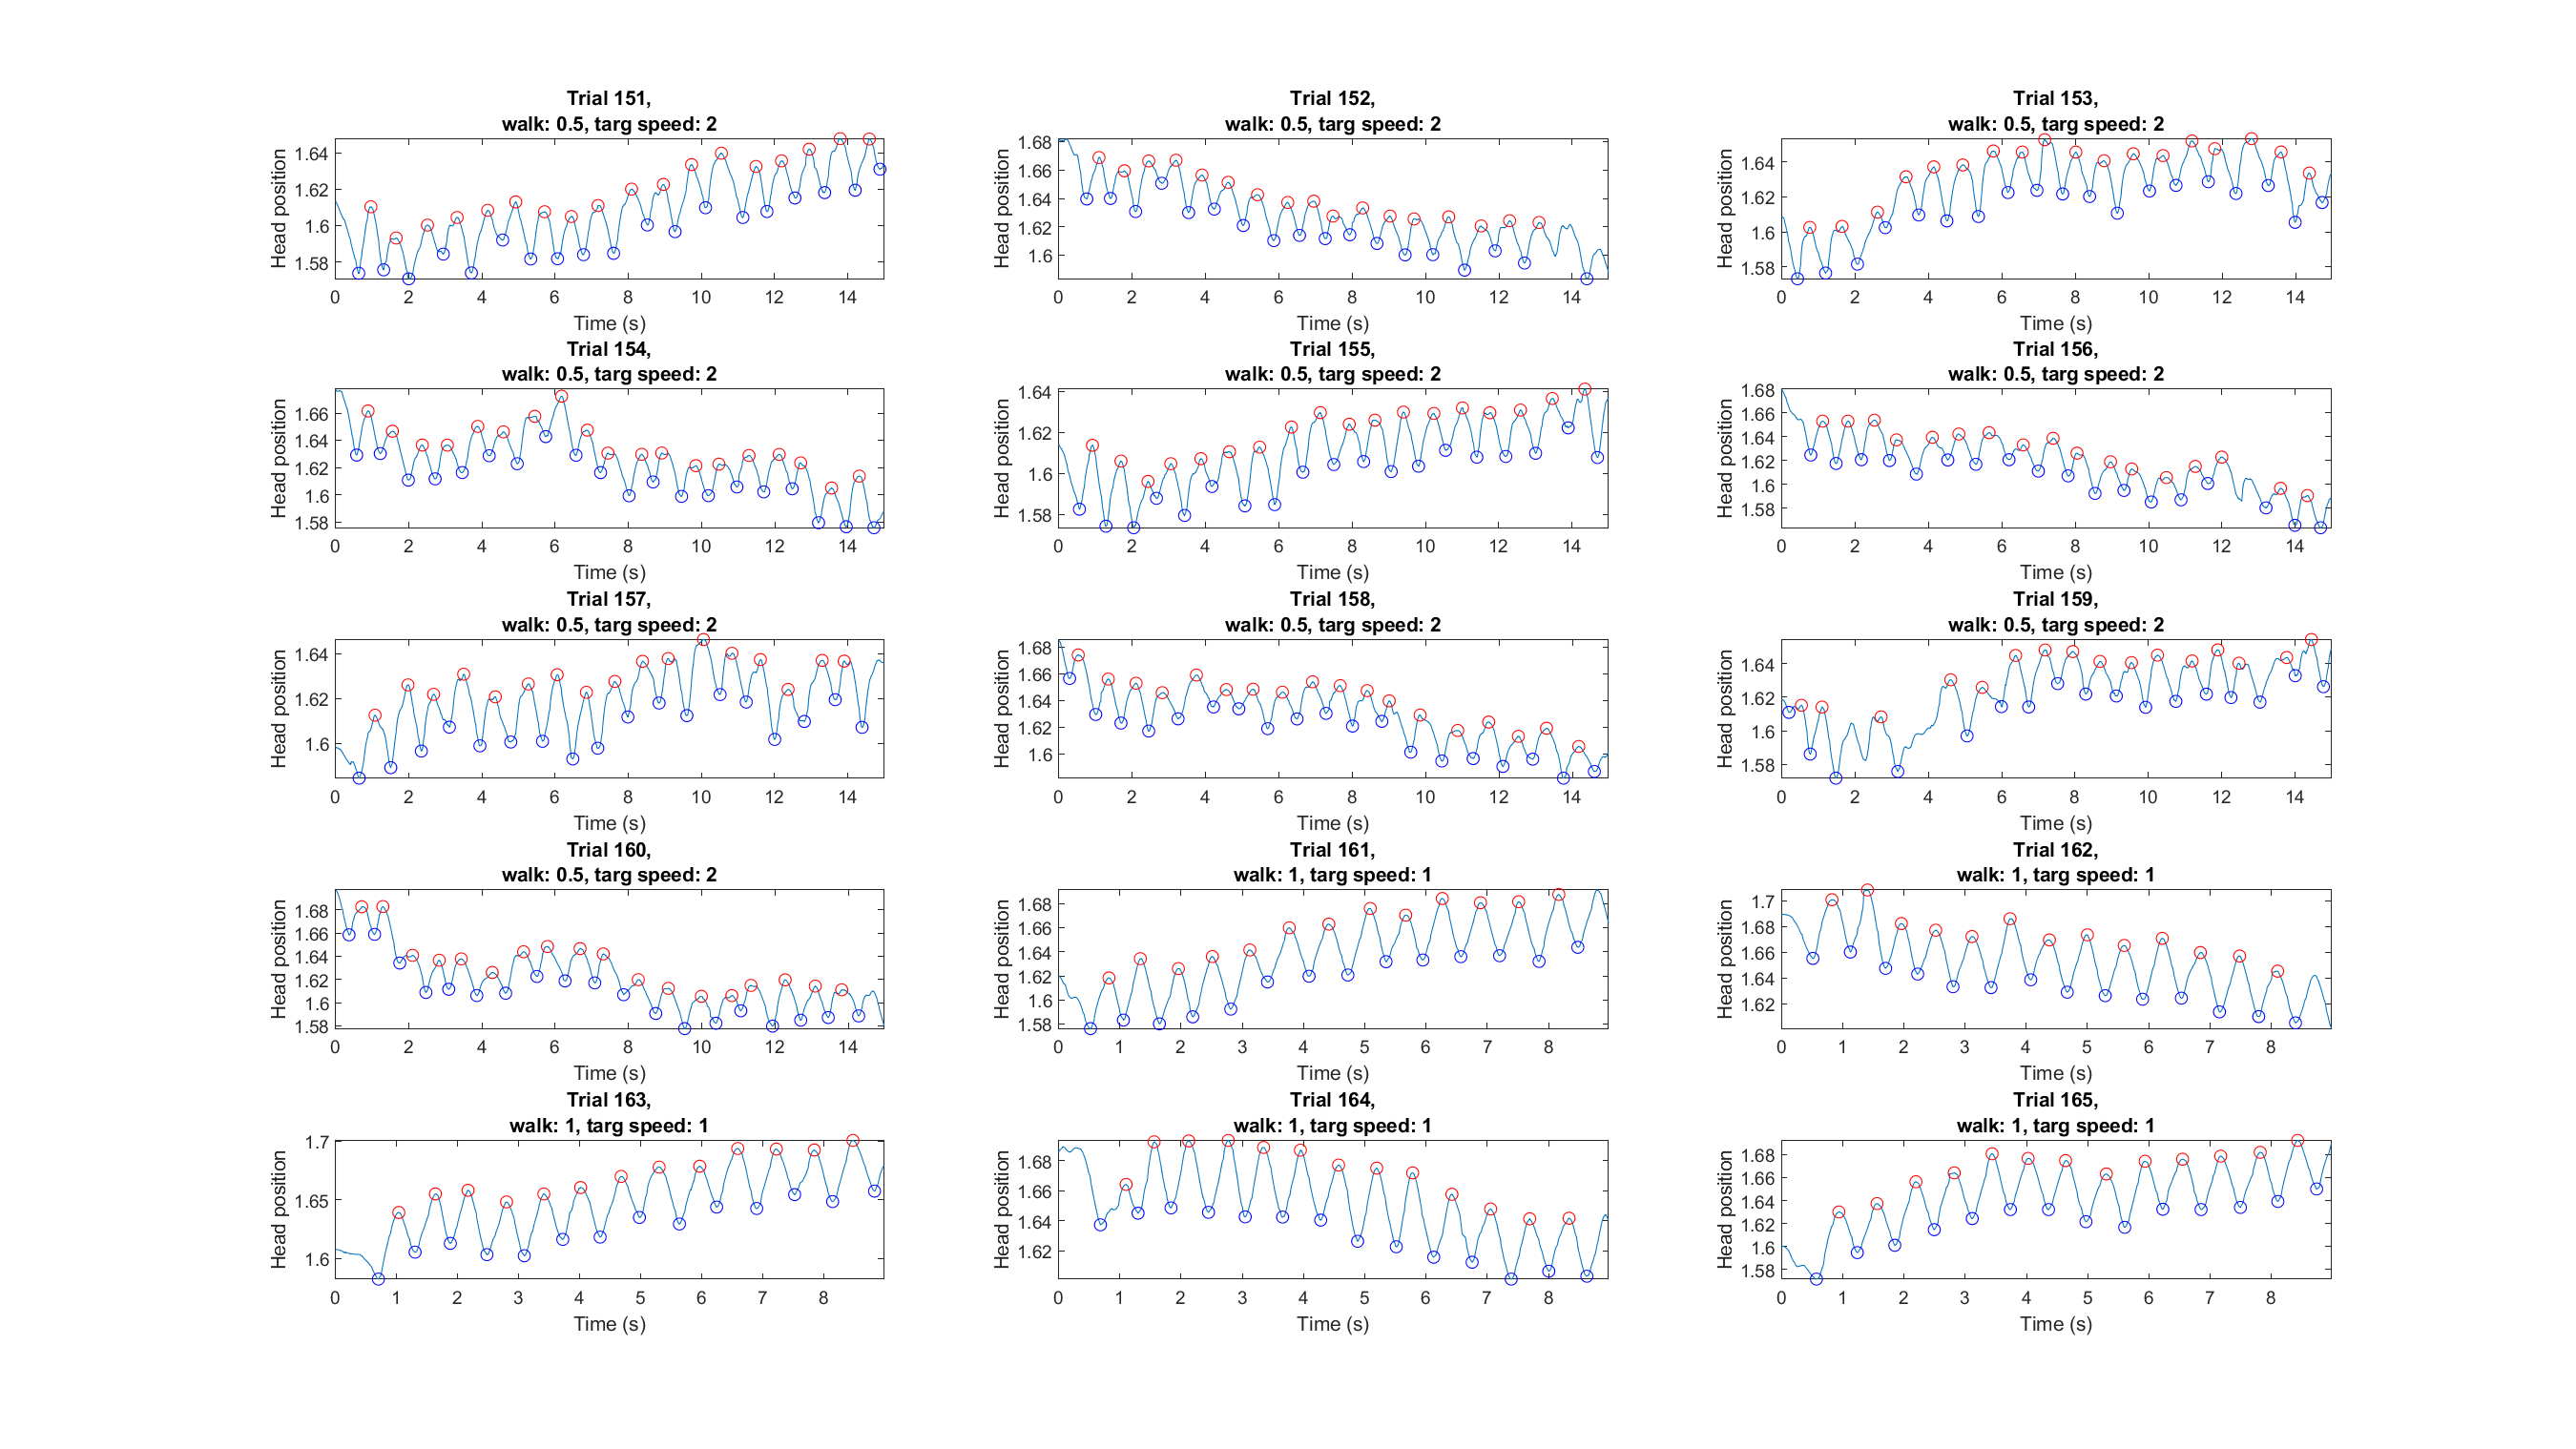 Trial 151,
walk: 0.5, targ speed: 2
Head position
1.64
1.62
1.6
1.58
0 2 4 6 8 10 12 14
Time (s)
Trial 152,
walk: 0.5, targ speed: 2
Head position
1.68
1.66
1.64
1.62
1.6
0 2 4 6 8 10 12 14
Time (s)
Trial 153,
walk: 0.5, targ speed: 2
Head position
1.64
1.62
1.6
1.58
0 2 4 6 8 10 12 14
Time (s)
Trial 154,
walk: 0.5, targ speed: 2
Head position
1.66
1.64
1.62
1.6
1.58
0 2 4 6 8 10 12 14
Time (s)
Trial 155,
walk: 0.5, targ speed: 2
Head position
1.64
1.62
1.6
1.58
0 2 4 6 8 10 12 14
Time (s)
Trial 156,
walk: 0.5, targ speed: 2
Head position
1.68
1.66
1.64
1.62
1.6
1.58
0 2 4 6 8 10 12 14
Time (s)
Trial 157,
walk: 0.5, targ speed: 2
Head position
1.64
1.62
1.6
0 2 4 6 8 10 12 14
Time (s)
Trial 158,
walk: 0.5, targ speed: 2
Head position
1.68
1.66
1.64
1.62
1.6
0 2 4 6 8 10 12 14
Time (s)
Trial 159,
walk: 0.5, targ speed: 2
Head position
1.64
1.62
1.6
1.58
0 2 4 6 8 10 12 14
Time (s)
Trial 160,
walk: 0.5, targ speed: 2
Head position
1.68
1.66
1.64
1.62
1.6
1.58
0 2 4 6 8 10 12 14
Time (s)
Trial 161,
walk: 1, targ speed: 1
Head position
1.68
1.66
1.64
1.62
1.6
1.58
0 1 2 3 4 5 6 7 8
Time (s)
Trial 162,
walk: 1, targ speed: 1
Head position
1.7
1.68
1.66
1.64
1.62
0 1 2 3 4 5 6 7 8
Time (s)
Trial 163,
walk: 1, targ speed: 1
Head position
1.7
1.65
1.6
0 1 2 3 4 5 6 7 8
Time (s)
Trial 164,
walk: 1, targ speed: 1
Head position
1.68
1.66
1.64
1.62
0 1 2 3 4 5 6 7 8
Time (s)
Trial 165,
walk: 1, targ speed: 1
Head position
1.68
1.66
1.64
1.62
1.6
1.58
0 1 2 3 4 5 6 7 8
Time (s)